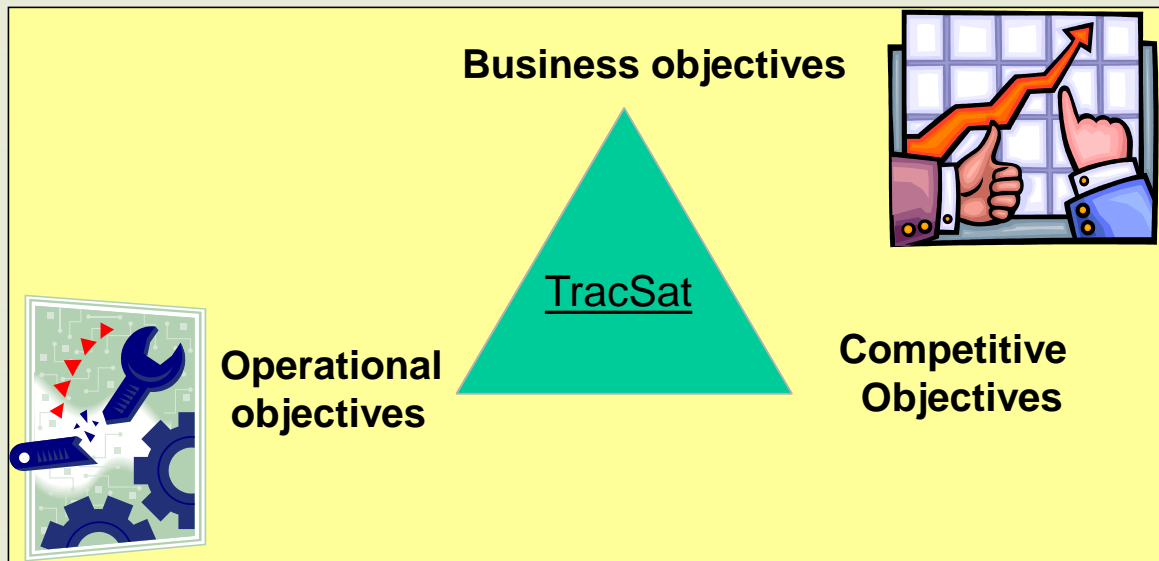 Business objectives
TracSat
Operational
objectives
Competitive
Objectives